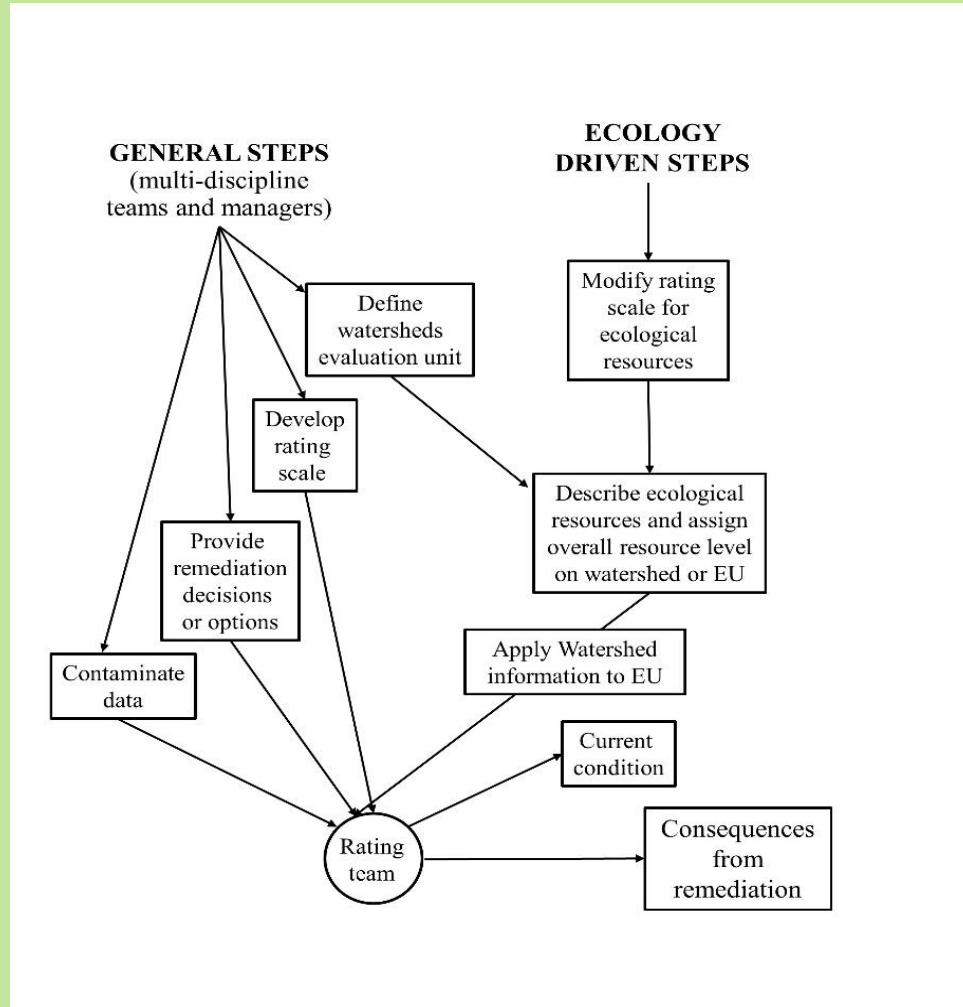 GENERAL STEPS
(multi-discipline
teams and managers)
ECOLOGY
DRIVEN STEPS
Define
watersheds
evaluation unit
Modify rating
scale for
ecological
resources
Develop
rating
scale
Describe ecological
resources and assign
overall resource level
on watershed or EU
Provide
remediation
decisions
or options
Apply Watershed
information to EU
Contaminate
data
Current
condition
Rating
team
Consequences
from
remediation